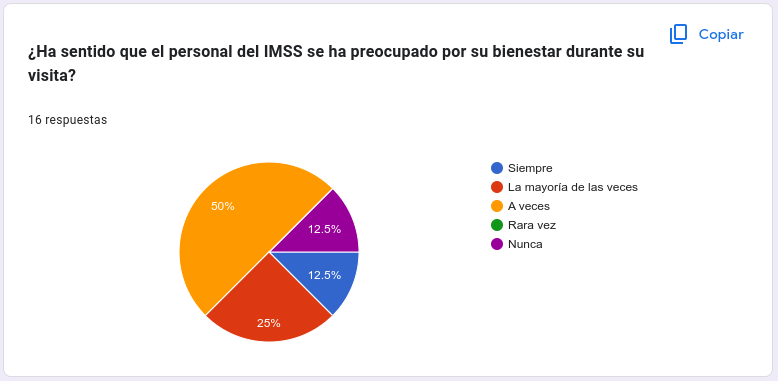 Copiar
¿Ha sentido que el personal del IMSS se ha preocupado por su bienestar durante su
visita?
16 respuestas
Siempre
La mayoría de las veces
A veces
Rara vez
Nunca
50%
12.5%
12.5%
25%